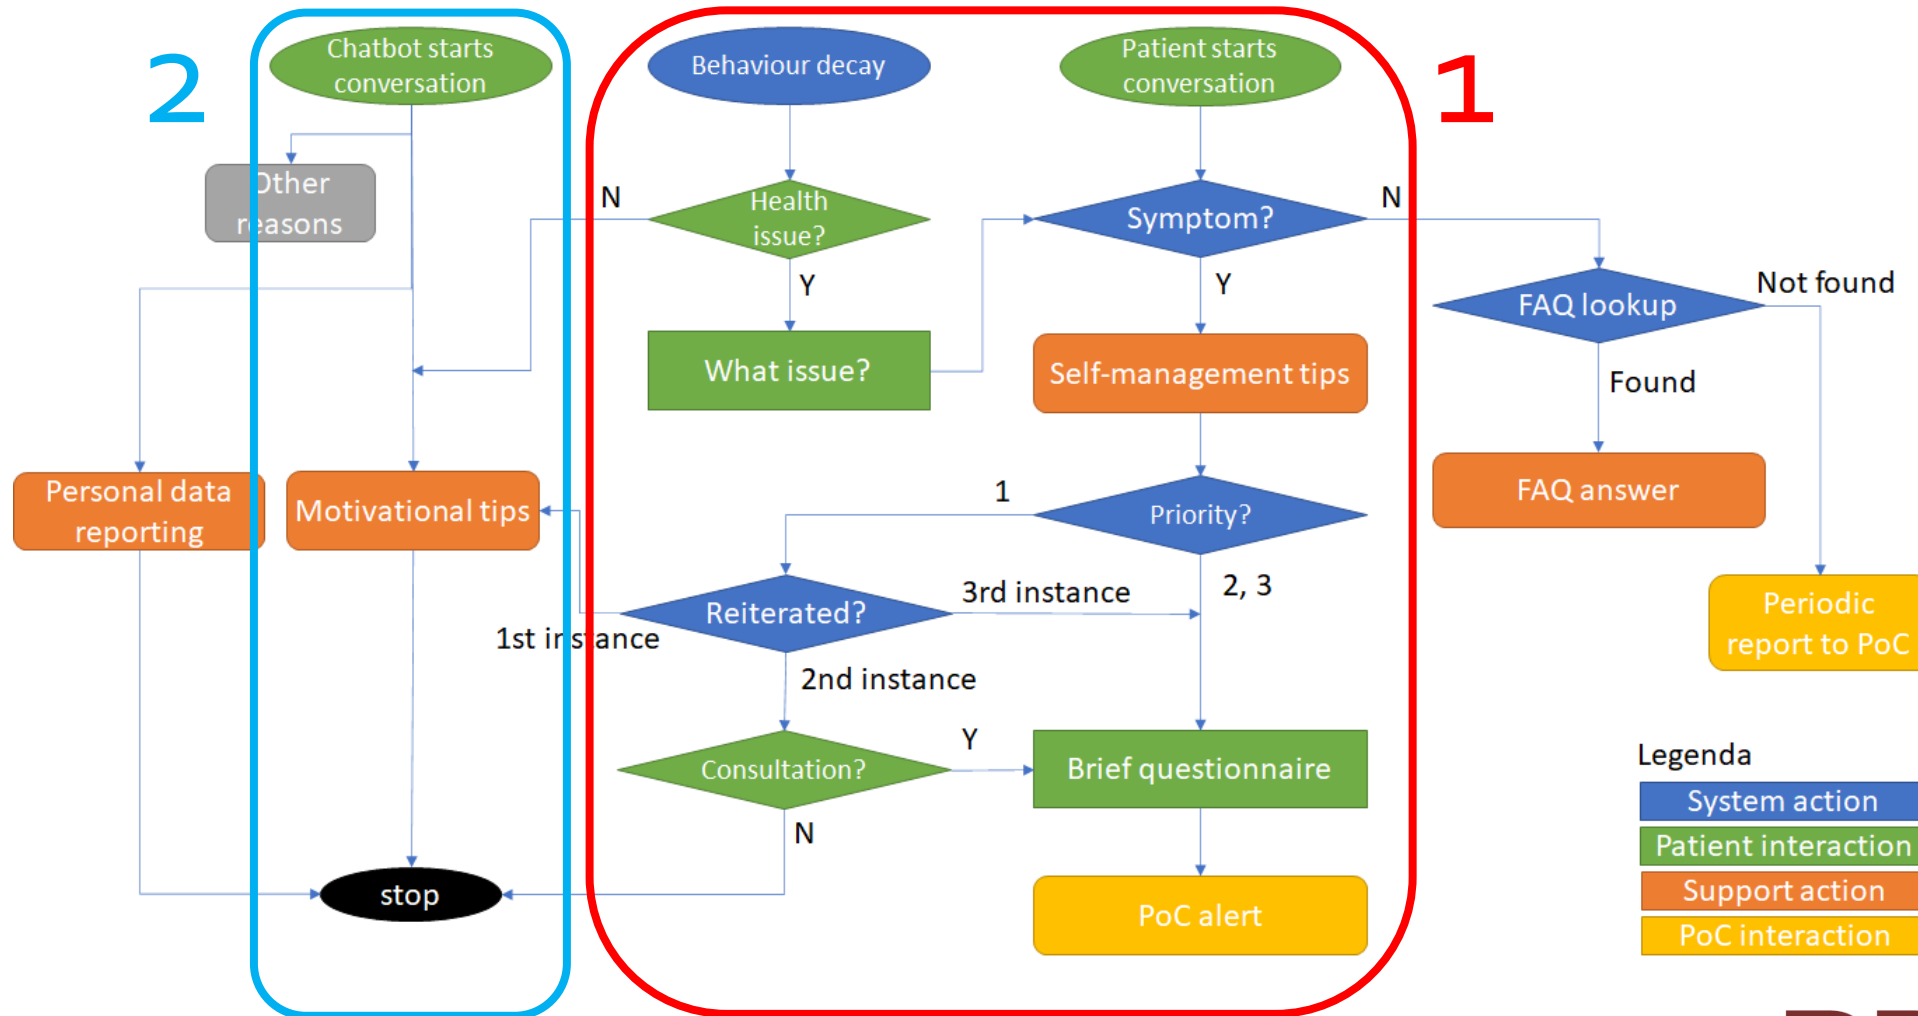 2
1
Chatbot starts
conversation
Behaviour decay
Patient starts
conversation
Other
reasons
N
Health
issue?
Symptom?
N
Y
Y
FAQ lookup
Not found
What issue?
Self-management tips
Found
Personal data
reporting
Motivational tips
1
Priority?
FAQ answer
Reiterated?
3rd instance
2, 3
1st instance
2nd instance
Periodic
report to PoC
Consultation?
Y
Brief questionnaire
N
stop
PoC alert
Legenda
System action
Patient interaction
Support action
PoC interaction